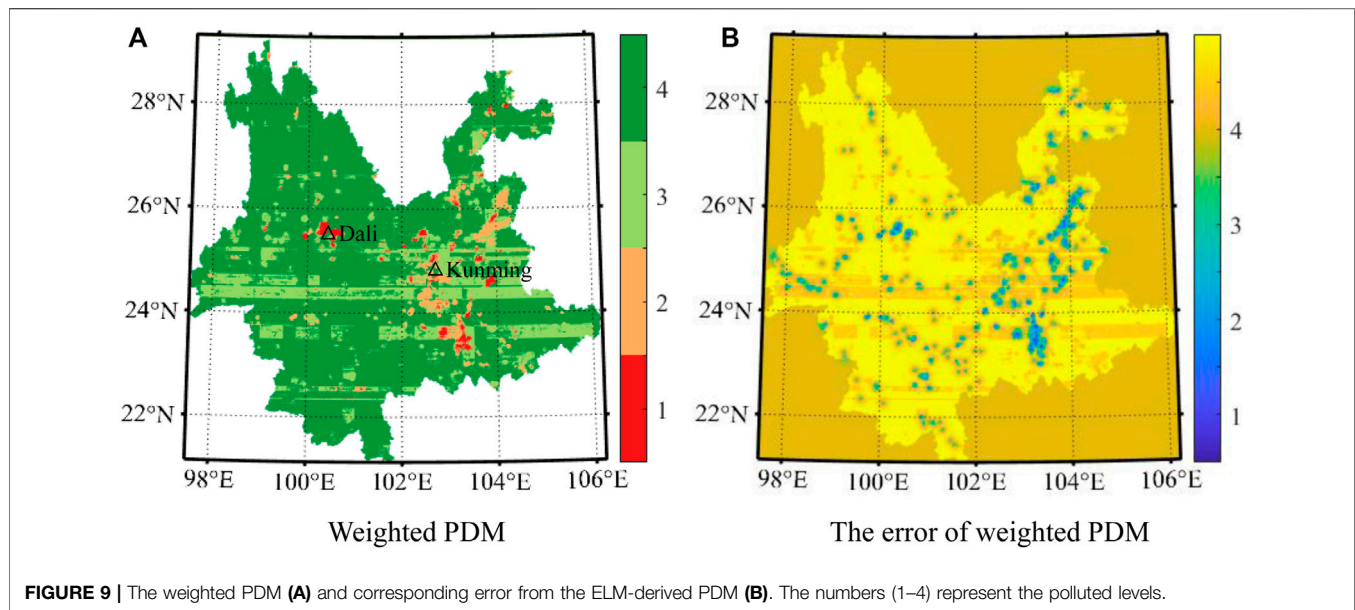 A
B
28°N
26°N
24°N
22°N
98°E
100°E
102°E
104°E
106°E
Dali
Kunming
4
3
2
1
Weighted PDM
28°N
26°N
24°N
22°N
98°E
100°E
102°E
104°E
106°E
4
3
2
1
The error of weighted PDM
FIGURE 9 | The weighted PDM (A) and corresponding error from the ELM-derived PDM (B). The numbers (1–4) represent the polluted levels.